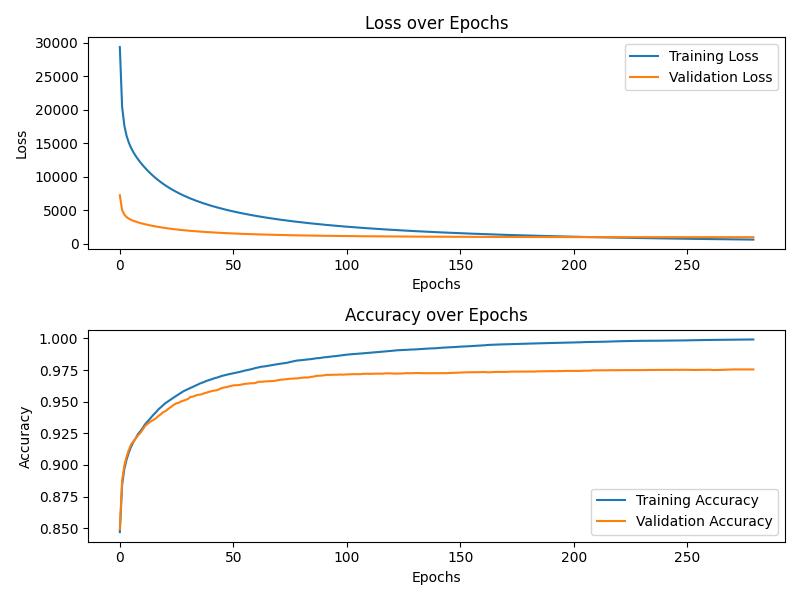 Loss over Epochs
30000
25000
20000
15000
10000
5000
0
Loss
Training Loss
Validation Loss
0 50 100 150 200 250
Epochs
Accuracy over Epochs
1.000
0.975
0.950
0.925
0.900
0.875
0.850
Accuracy
Training Accuracy
Validation Accuracy
0 50 100 150 200 250
Epochs